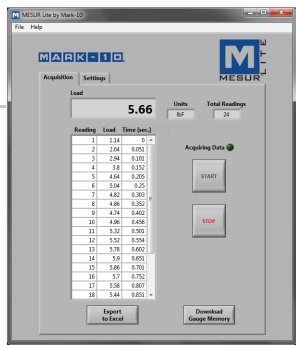 MESUR Lite by Mark-10
File Help
MARK-10
M
MESUR
LITE
Acquisition Settings
Load
5.66
Units
lbF
Total Readings
24
Reading Load Time [sec.]
1 1.14 0
2 2.04 0.051
3 2.94 0.101
4 3.8 0.152
5 4.64 0.205
6 5.04 0.25
7 4.82 0.303
8 4.86 0.352
9 4.74 0.402
10 4.96 0.456
11 5.32 0.501
12 5.52 0.554
13 5.78 0.602
14 5.9 0.651
15 5.86 0.701
16 5.7 0.752
17 5.58 0.807
18 5.44 0.851
Acquiring Data
START
STOP
Export
to Excel
Download
Gauge Memory